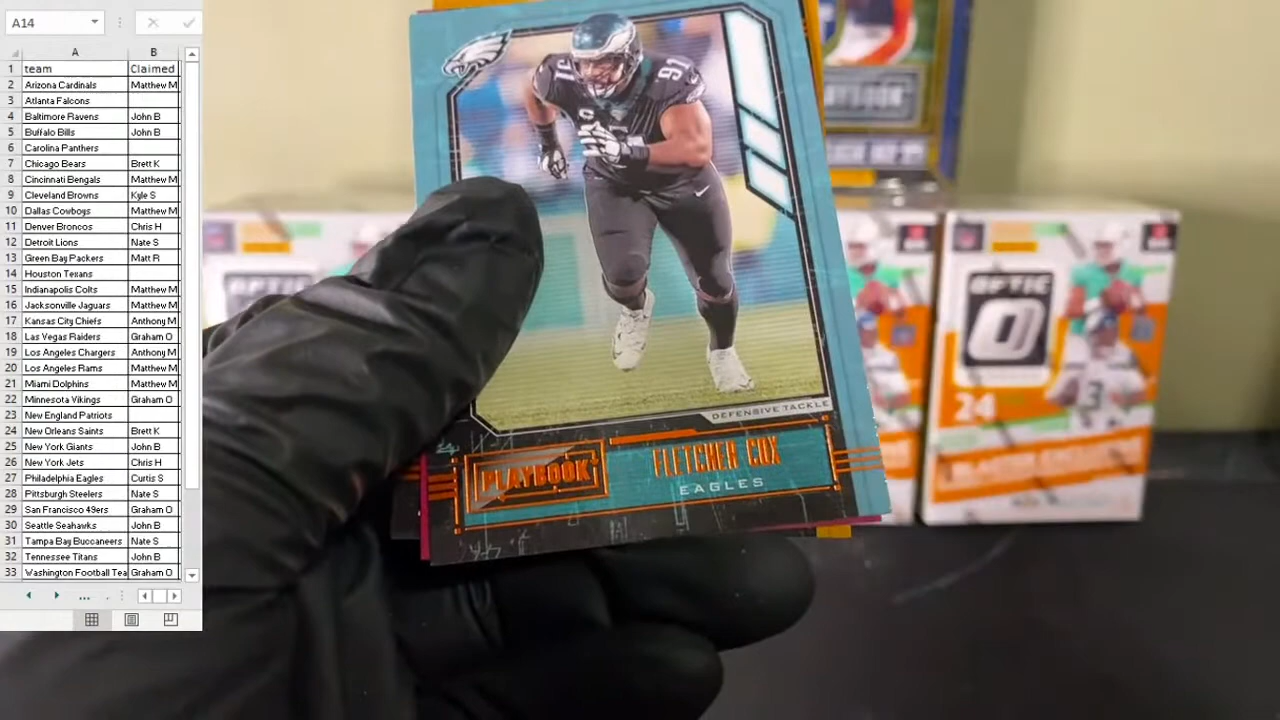 A14
A B
1 team Claimed
2 Arizona Cardinals Matthew M
3 Atlanta Falcons
4 Baltimore Ravens John B
5 Buffalo Bills John B
6 Carolina Panthers
7 Chicago Bears Brett K
8 Cincinnati Bengals Matthew M
9 Cleveland Browns Kyle S
10 Dallas Cowboys Matthew M
11 Denver Broncos Chris H
12 Detroit Lions Nate S
13 Green Bay Packers Matt R
14 Houston Texans
15 Indianapolis Colts Matthew M
16 Jacksonville Jaguars Matthew M
17 Kansas City Chiefs Anthony M
18 Las Vegas Raiders Graham O
19 Los Angeles Chargers Anthony M
20 Los Angeles Rams Matthew M
21 Miami Dolphins Matthew M
22 Minnesota Vikings Graham O
23 New England Patriots
24 New Orleans Saints Brett K
25 New York Giants John B
26 New York Jets Chris H
27 Philadelphia Eagles Curtis S
28 Pittsburgh Steelers Nate S
29 San Francisco 49ers Graham O
30 Seattle Seahawks John B
31 Tampa Bay Buccaneers Nate S
32 Tennessee Titans John B
33 Washington Football Tea Graham O
91 97
DEFENSIVE TACKLE
PLAYBOOK
FLETCHER COX
EAGLES
PLAYBOOK
OPTIC
24
3